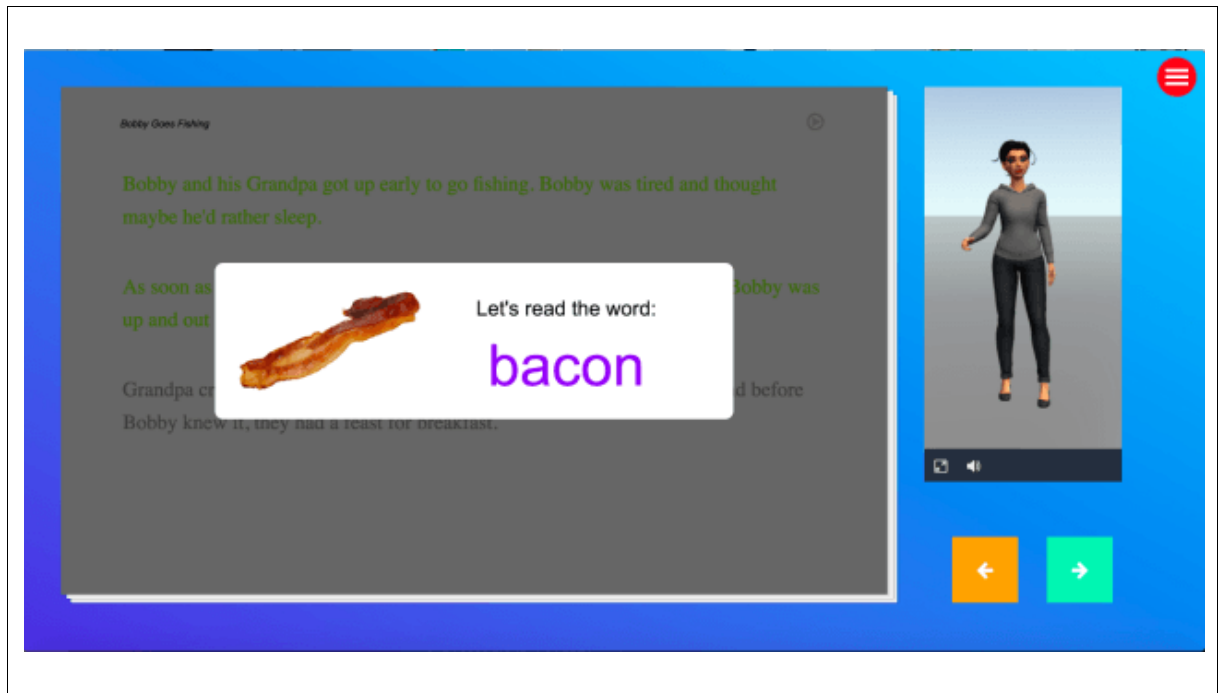 Bobby Goes Fishing
Bobby and his Grandpa got up early to go fishing. Bobby was tired and thought
maybe he'd rather sleep.
As soon as
Bobby was
up and out
Let's read the word:
bacon
Grandpa
d before
Bobby knew it, they had a feast for breakfast.